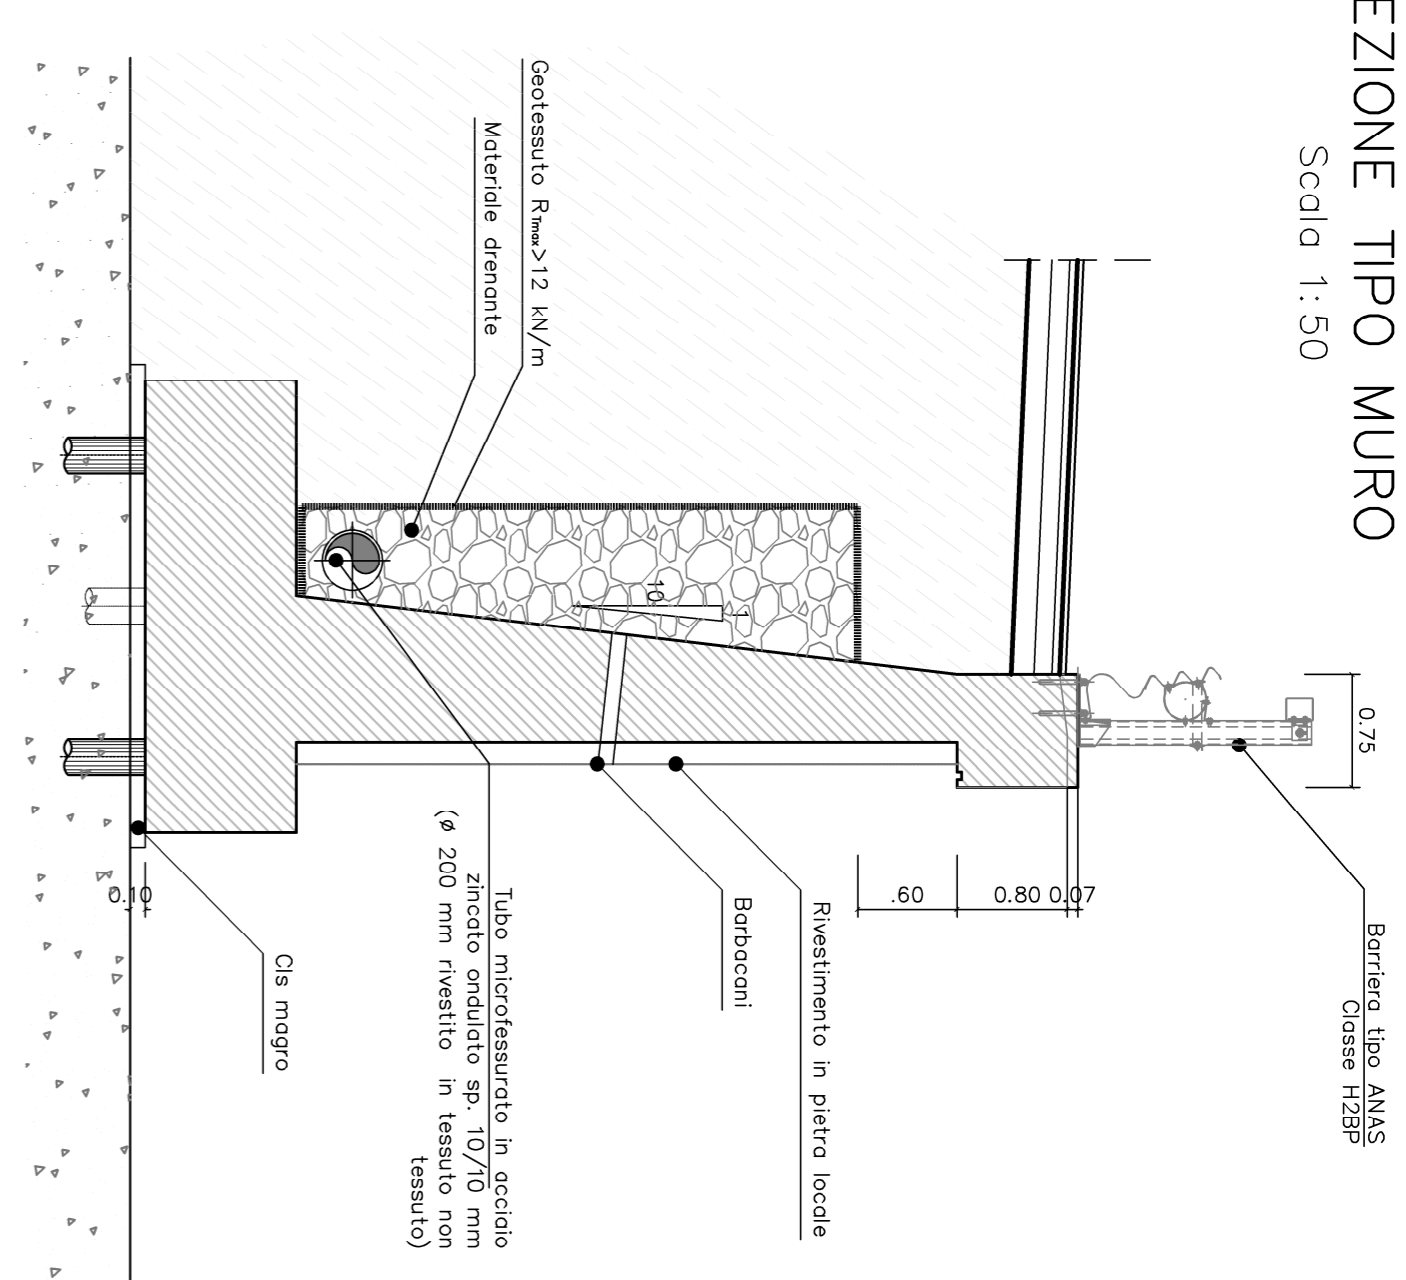 EZIONE TIPO MURO
Scala 1:50
Geotessuto RTmax>12 kN/m
Materiale drenante
10
1
0.75
Barriera tipo ANAS
Classe H2BP
.60
0.80
0.07
Rivestimento in pietra locale
Barbacani
Tubo microfessurato in acciaio
zincato ondulato sp. 10/10 mm
(ø 200 mm rivestito in tessuto non
tessuto)
Cls magro
0.10